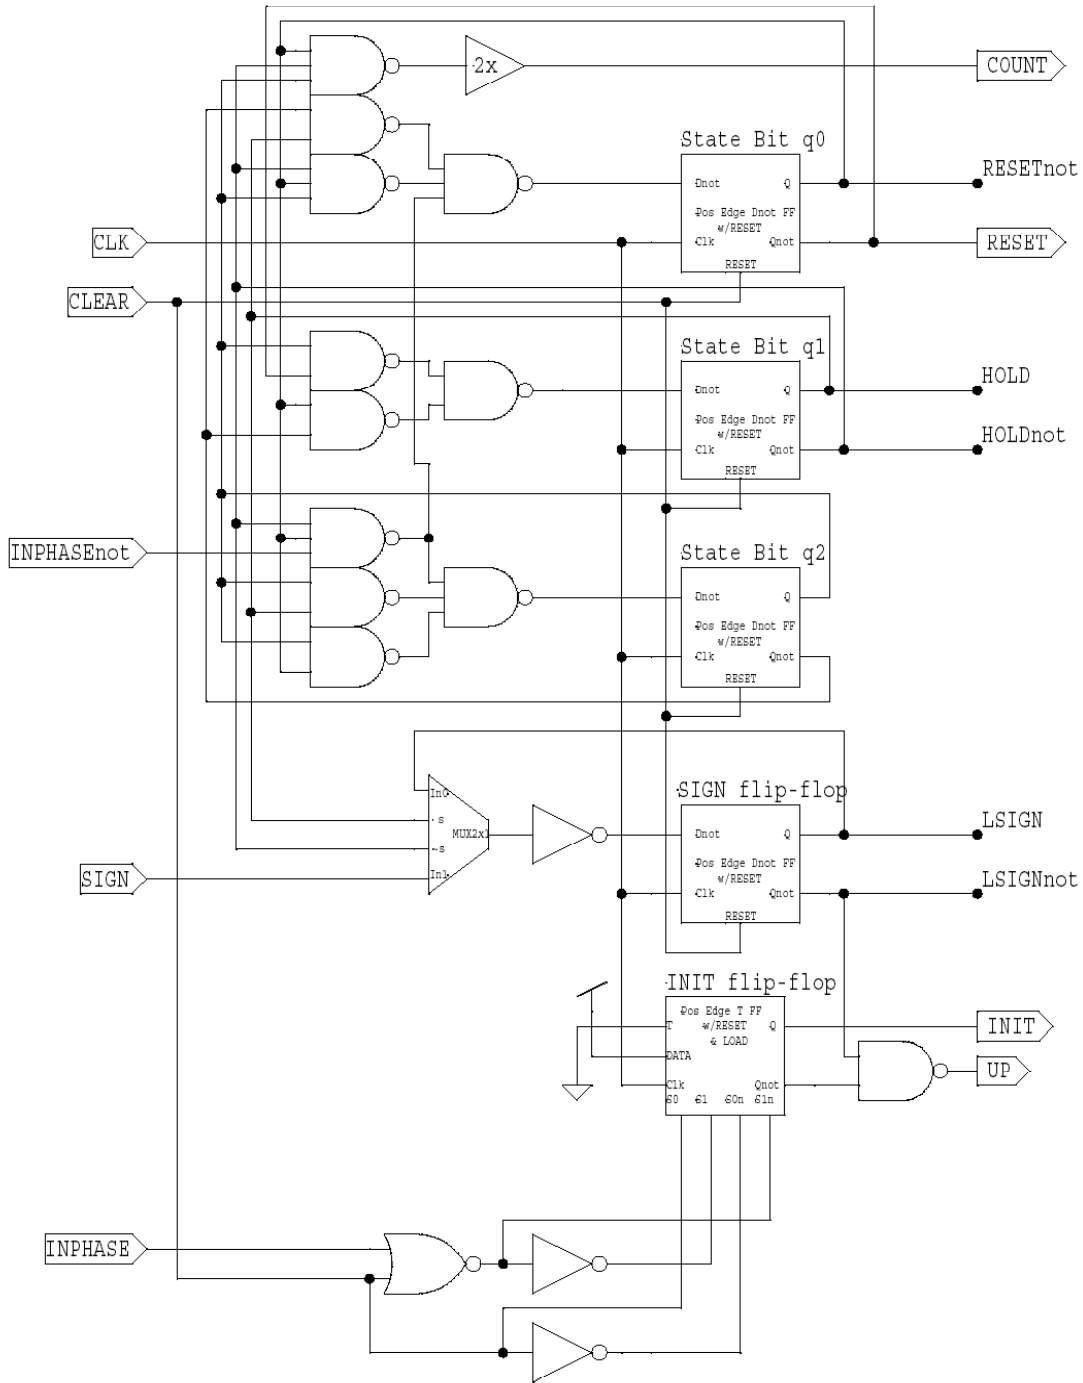 2x
COUNT
State Bit q0
Dnot Q
RESETnot
Pos Edge Dnot FF
w/RESET
CLK
Clk Qnot
RESET
RESET
CLEAR
State Bit q1
Dnot Q
HOLD
Pos Edge Dnot FF
w/RESET
Clk Qnot
HOLDnot
RESET
INPHASEnot
State Bit q2
Dnot Q
Pos Edge Dnot FF
w/RESET
Clk Qnot
RESET
SIGN flip-flop
In0
s
MUX2x1
~s
In1
SIGN
Dnot Q
LSIGN
Pos Edge Dnot FF
w/RESET
Clk Qnot
LSIGNnot
RESET
INIT flip-flop
Pos Edge T FF
T w/RESET Q
& LOAD
INIT
DATA
UP
Clk Qnot
S0 S1 S0n S1n
INPHASE